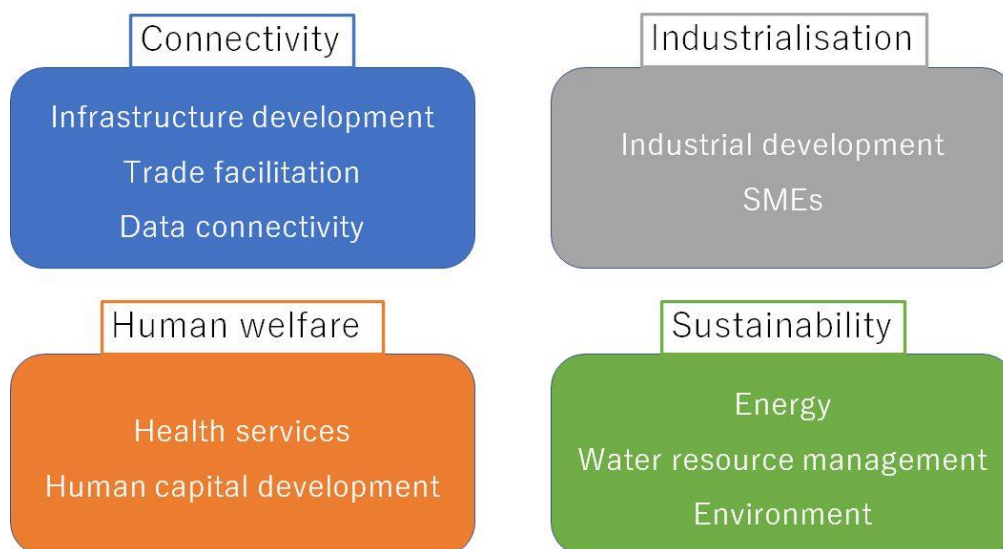 Connectivity
Infrastructure development
Trade facilitation
Data connectivity
Industrialisation
Industrial development
SMEs
Human welfare
Health services
Human capital development
Sustainability
Energy
Water resource management
Environment